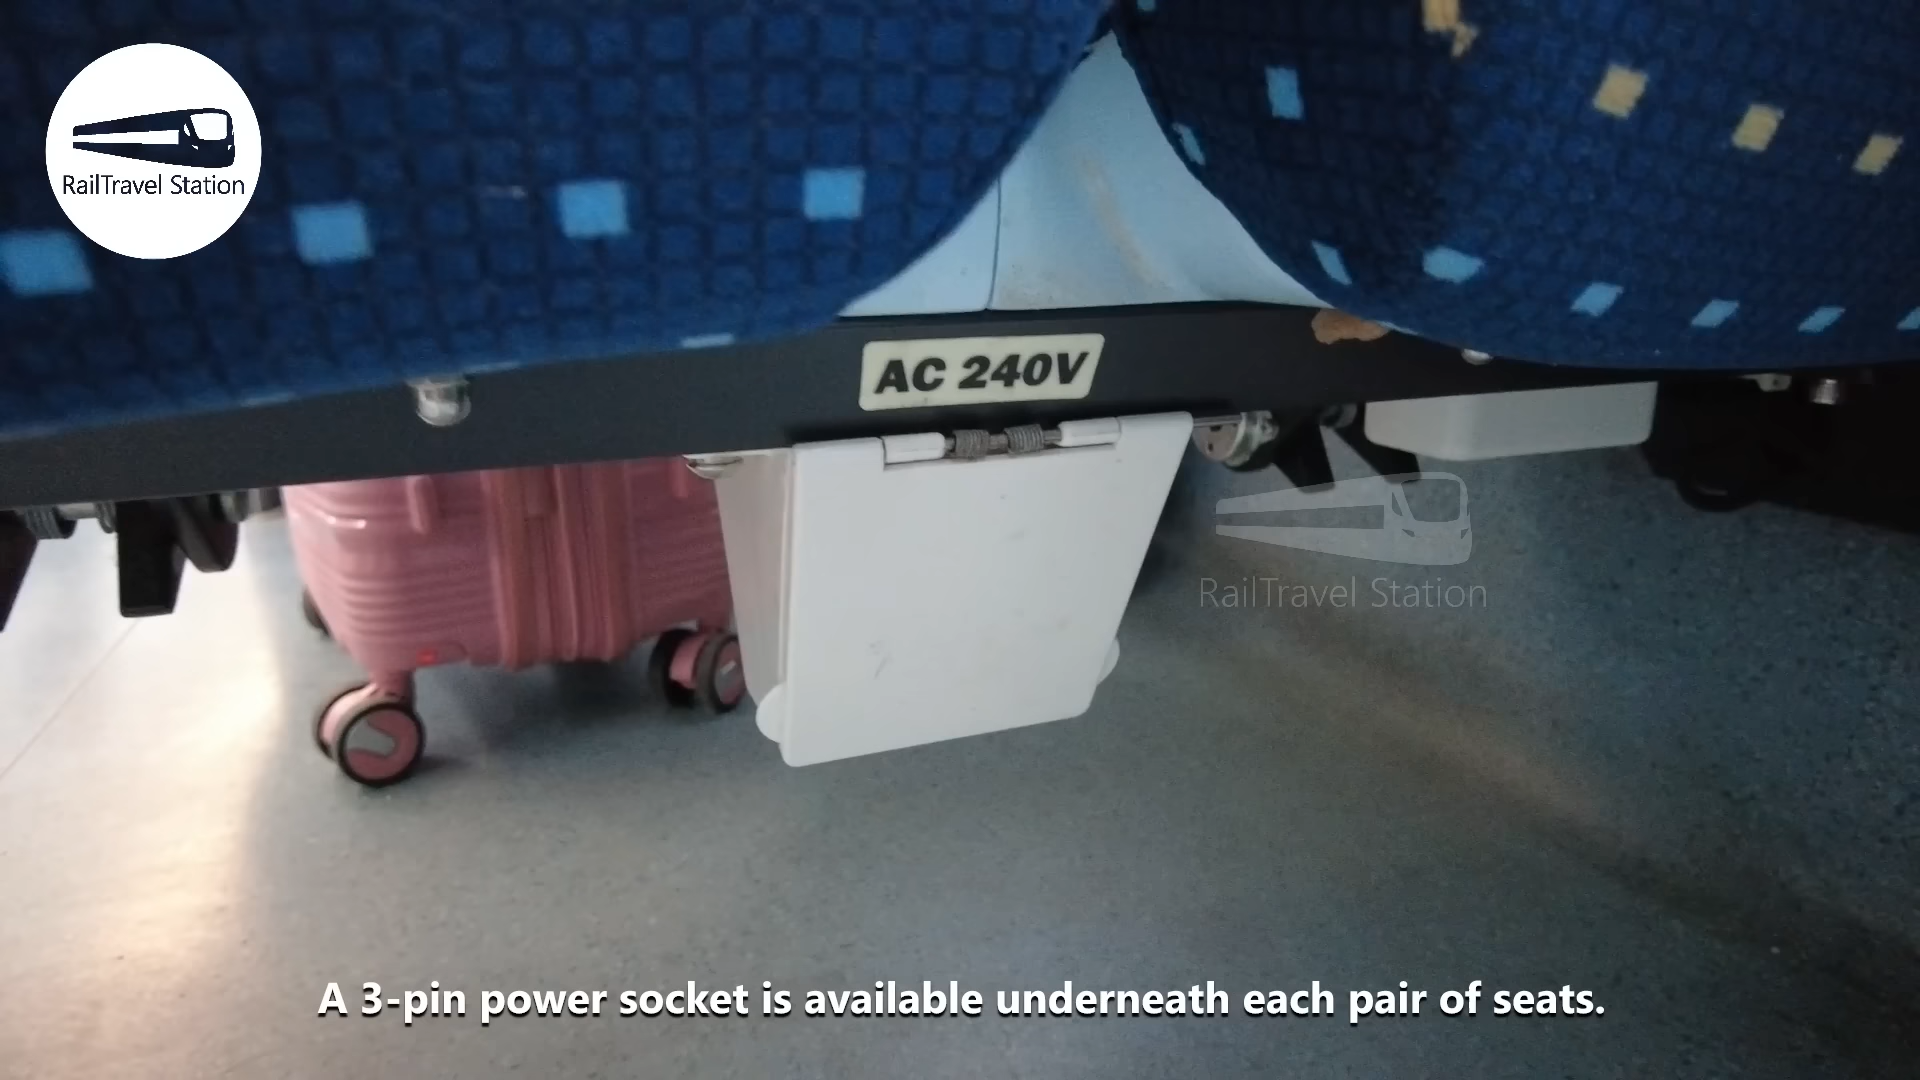 RailTravel Station
AC 240V
RailTravel Station
A 3-pin power socket is available underneath each pair of seats.